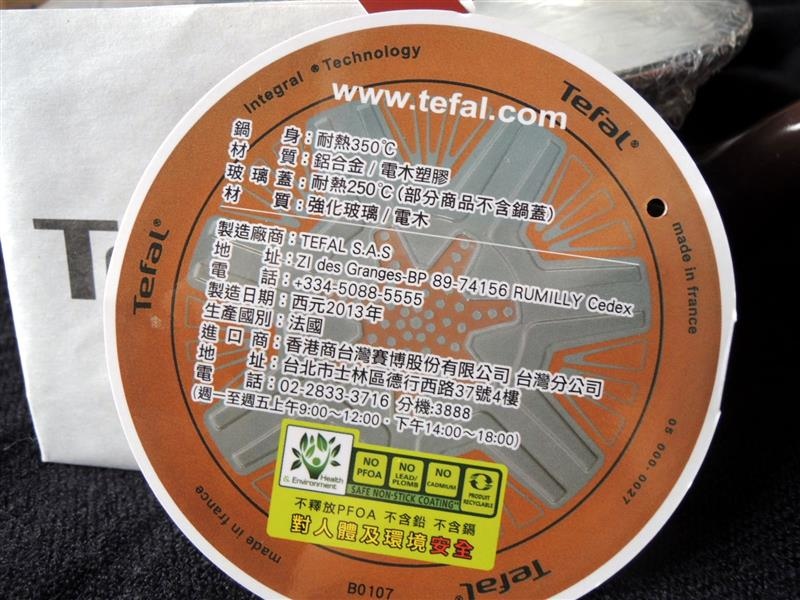 Integral ® Technology
www.tefal.com
Tefal®
鍋　　身：耐熱350℃
材　　質：鋁合金/電木塑膠
玻 璃 蓋：耐熱250℃(部分商品不含鍋蓋)
材　　質：強化玻璃/電木
製造廠商：TEFAL S.A.S
地　　址：ZI des Granges-BP 89-74156 RUMILLY Cedex
電　　話：+334-5088-5555
製造日期：西元2013年
生產國別：法國
進 口 商：香港商台灣賽博股份有限公司 台灣分公司
地　　址：台北市士林區德行西路37號4樓
電　　話：02-2833-3716 分機:3888
(週一至週五上午9:00～12:00，下午14:00～18:00)
Health
& Environment
NO PFOA
NO LEAD/PLOMB
NO CADMIUM
PRODUIT RECYCLABLE
SAFE NON-STICK COATING
不釋放PFOA 不含鉛 不含鎘
對人體及環境安全
Tefal®
made in france
made in france
05 000-0027
Tefal
B0107
Te